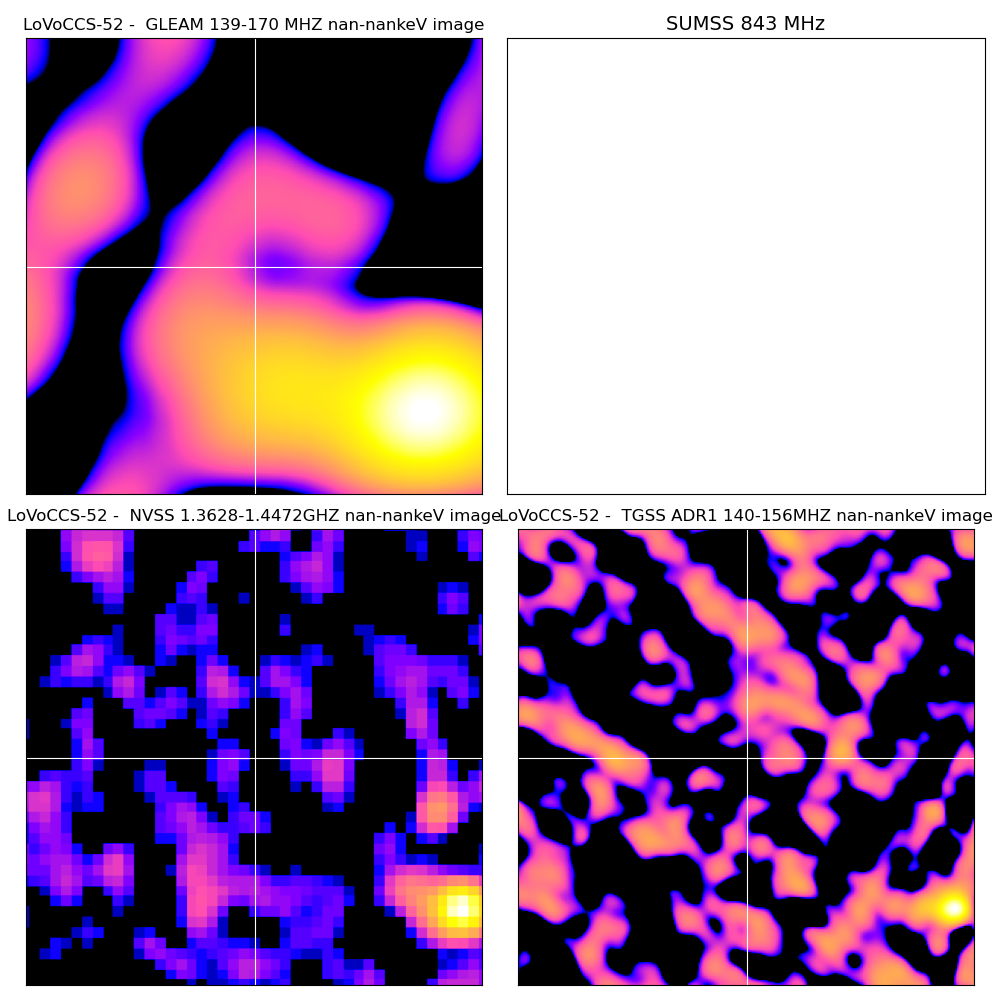 LoVoCCS-52 -  GLEAM 139-170 MHZ nan-nankeV image
SUMSS 843 MHz
LoVoCCS-52 -  NVSS 1.3628-1.4472GHZ nan-nankeV image
LoVoCCS-52 -  TGSS ADR1 140-156MHZ nan-nankeV image